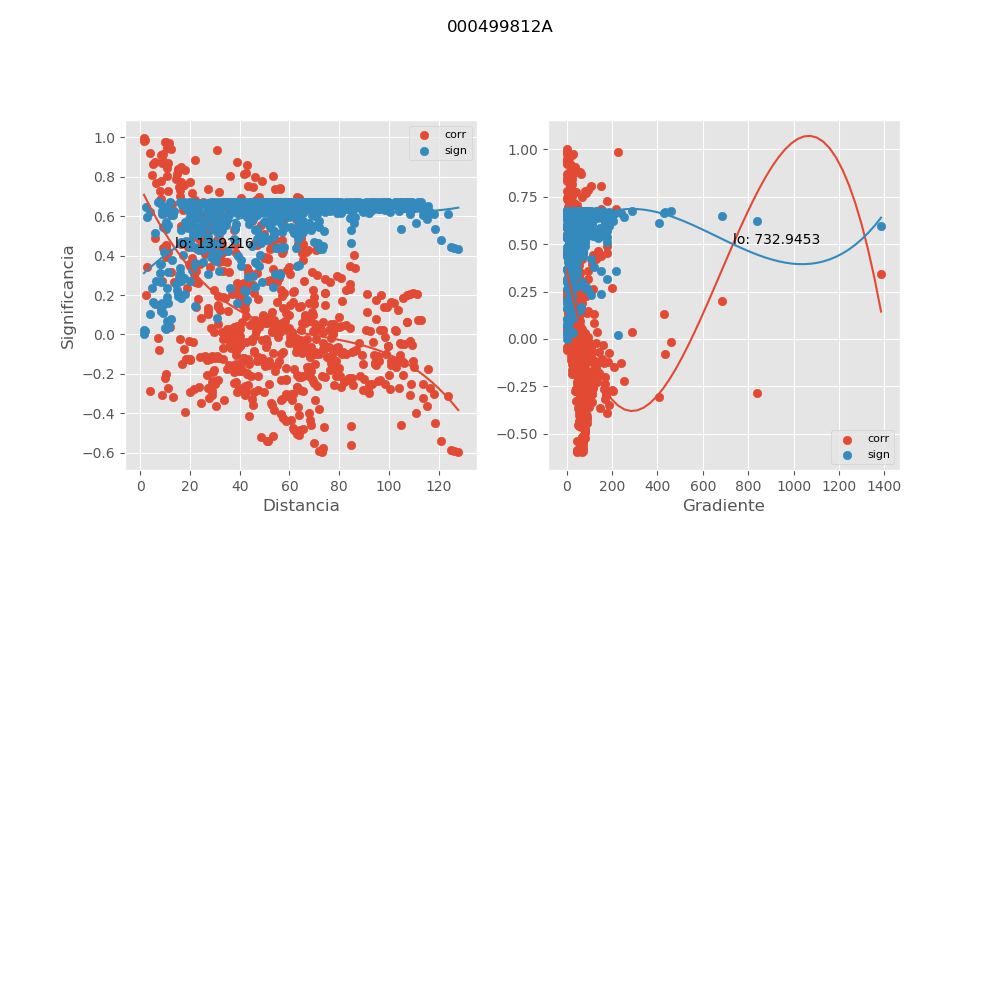 000499812A
1.0
0.8
0.6
0.4
0.2
0.0
−0.2
−0.4
−0.6
Significancia
corr
sign
lo: 13.9216
0 20 40 60 80 100 120
Distancia
1.00
0.75
0.50
0.25
0.00
−0.25
−0.50
lo: 732.9453
corr
sign
0 200 400 600 800 1000 1200 1400
Gradiente